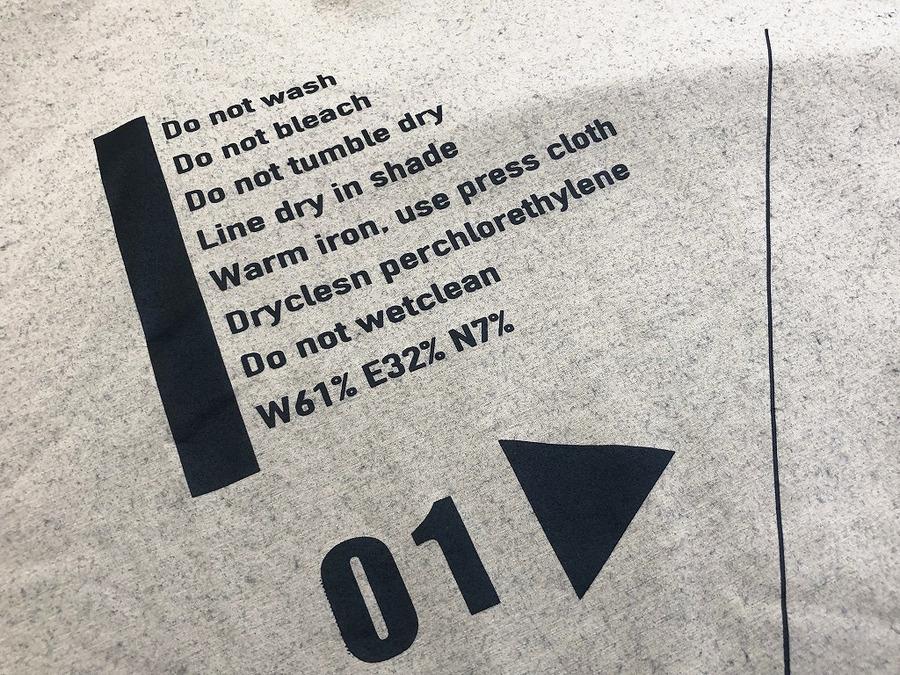 Do not wash
Do not bleach
Do not tumble dry
Line dry in shade
Warm iron, use press cloth
Dryclesn perchlorethylene
Do not wetclean
W61% E32% N7%
01